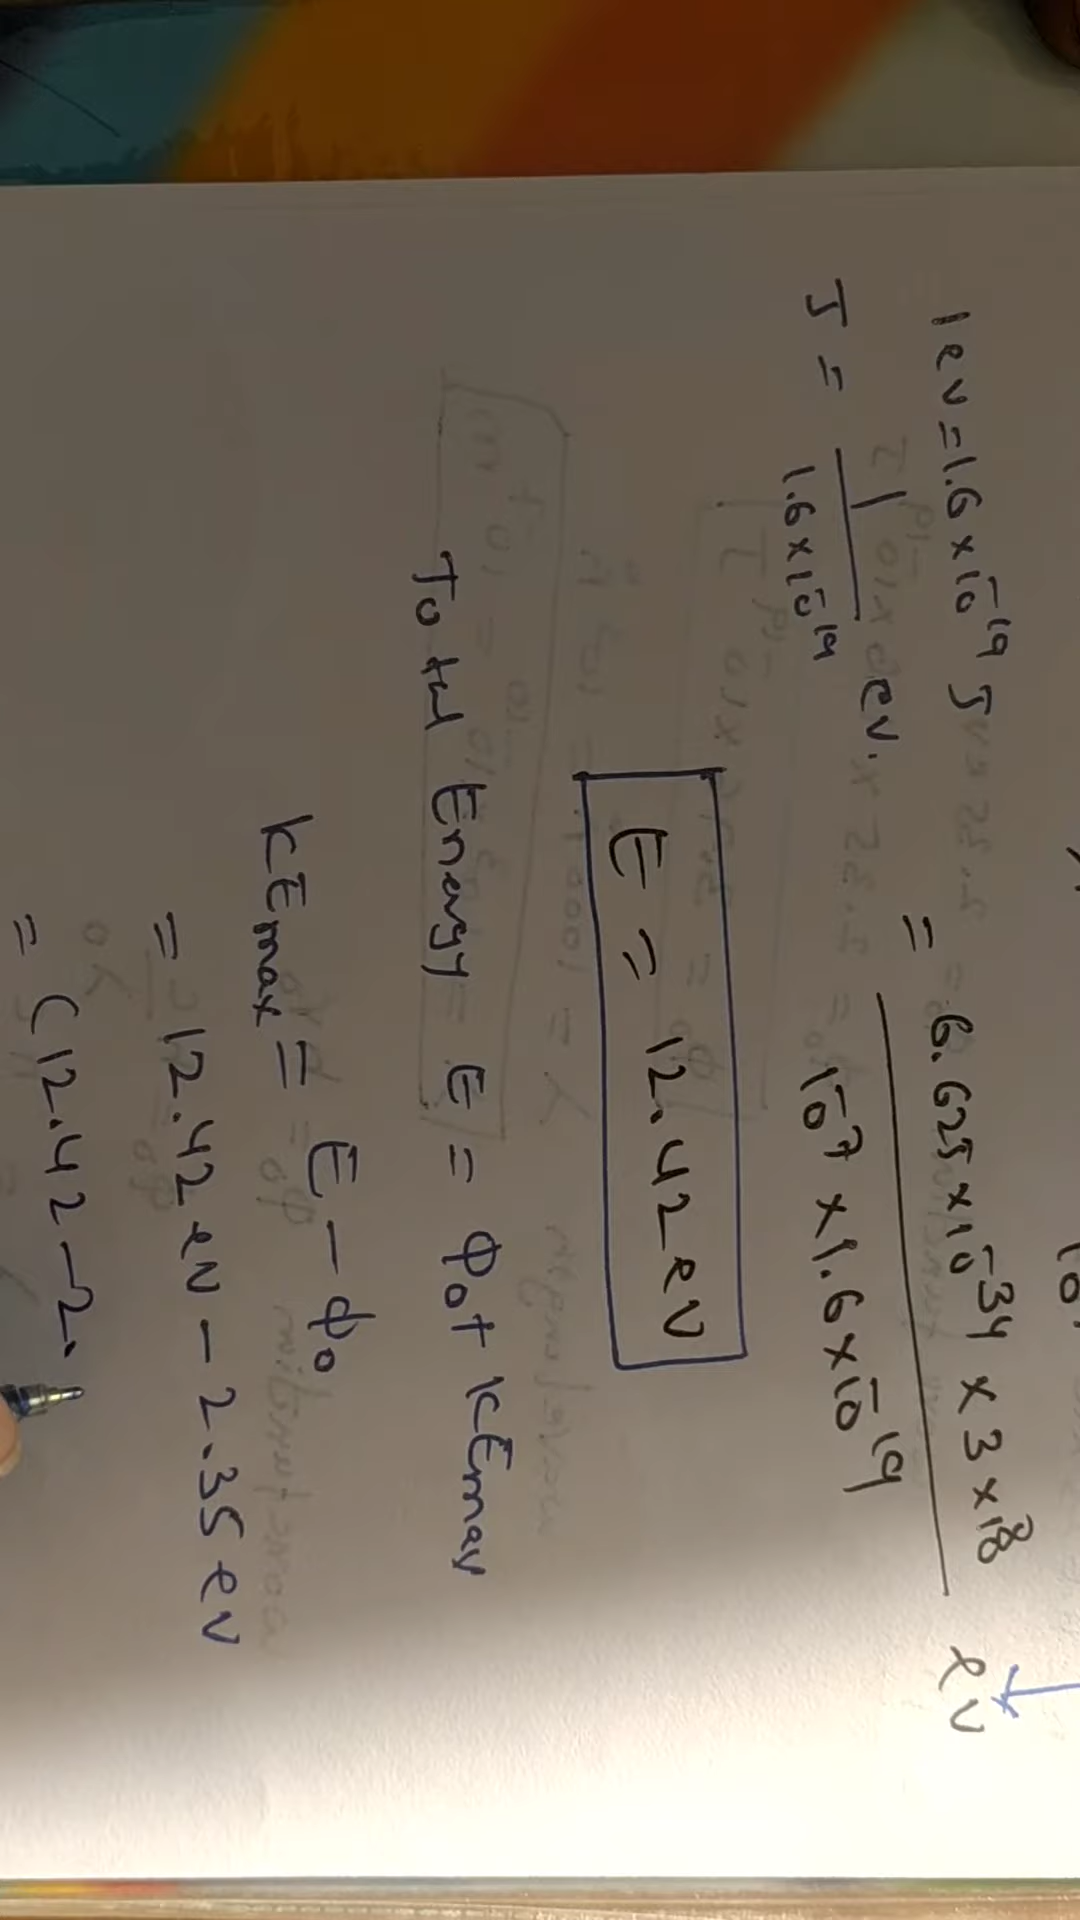 = 6.625×10⁻³⁴ × 3×10⁸ eV
10⁻⁷ × 1.6×10⁻¹⁹
1eV = 1.6×10⁻¹⁹ J
J = 1 eV.
1.6×10⁻¹⁹
E = 12.42 eV
Total Energy = E = Φ₀ + KEmax
KEmax = E − Φ₀
= 12.42 eV − 2.35 eV
= (12.42 − 2.